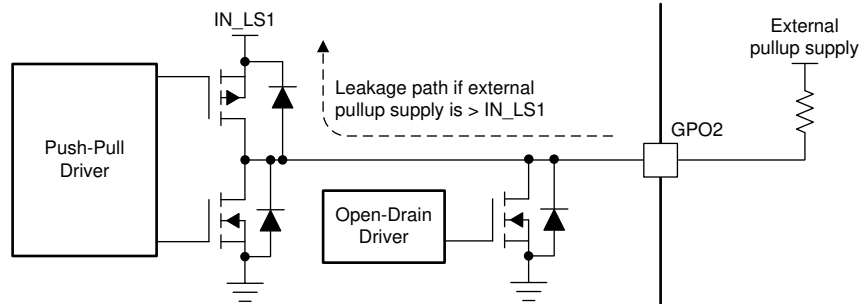 IN_LS1
External
pullup supply
Leakage path if external
pullup supply is > IN_LS1
GPO2
Push-Pull
Driver
Open-Drain
Driver